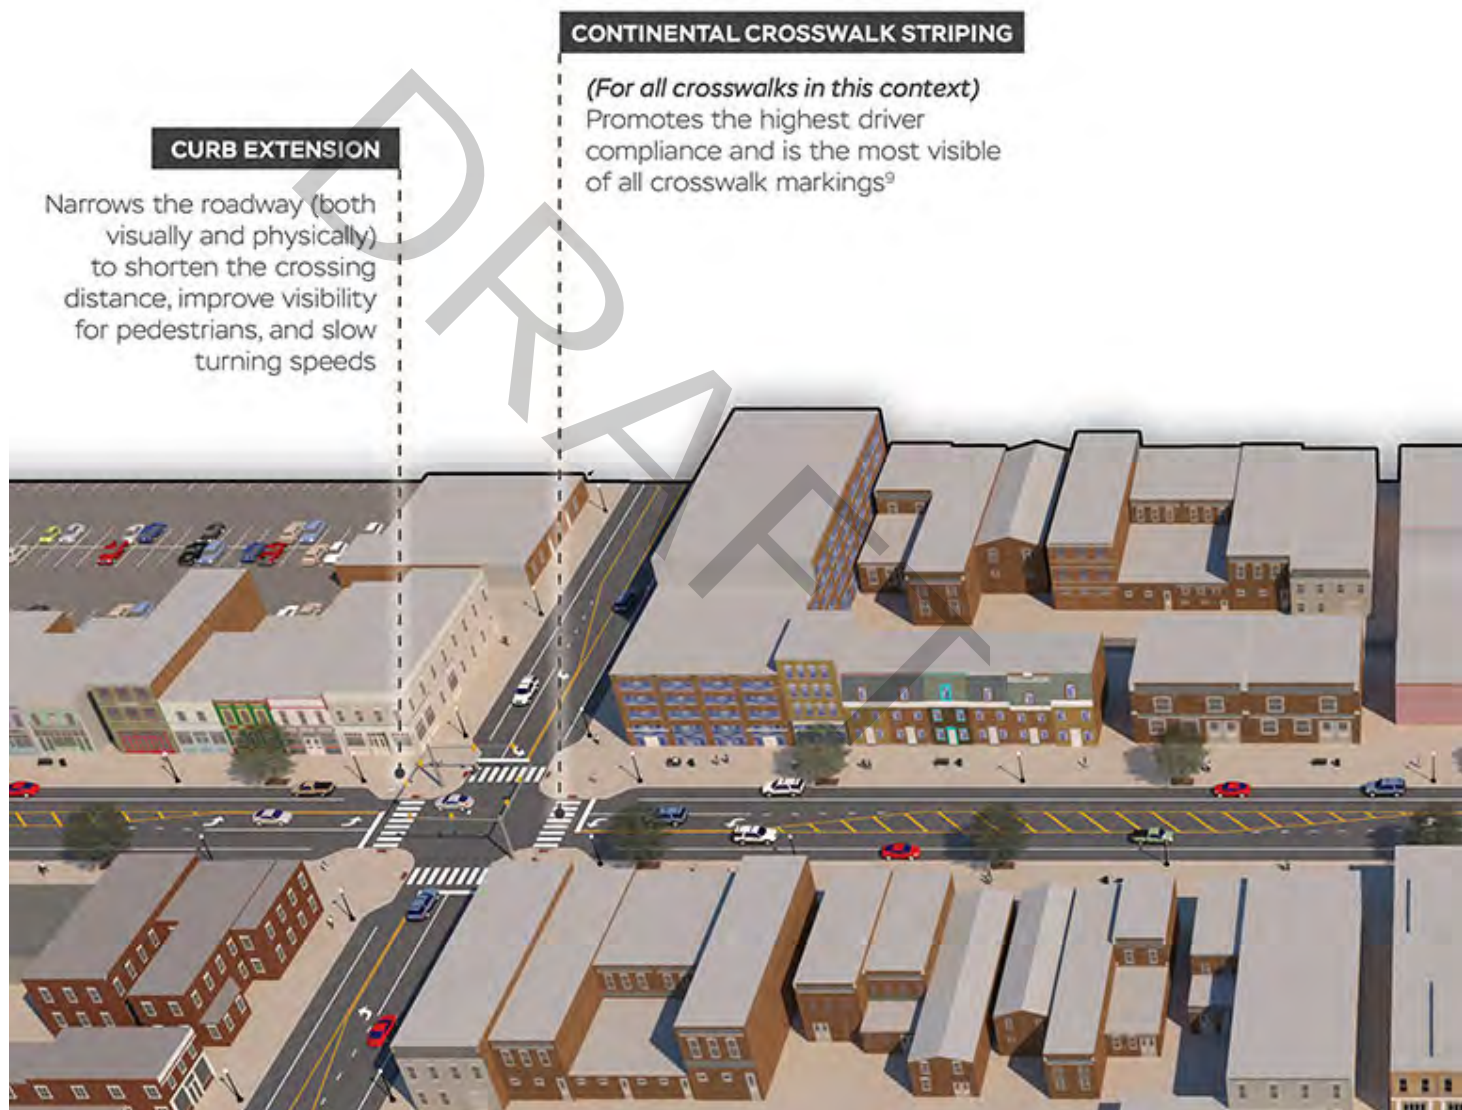 CONTINENTAL CROSSWALK STRIPING
(For all crosswalks in this context)
Promotes the highest driver
compliance and is the most visible
of all crosswalk markings⁹
CURB EXTENSION
Narrows the roadway (both
visually and physically)
to shorten the crossing
distance, improve visibility
for pedestrians, and slow
turning speeds
DRAFT